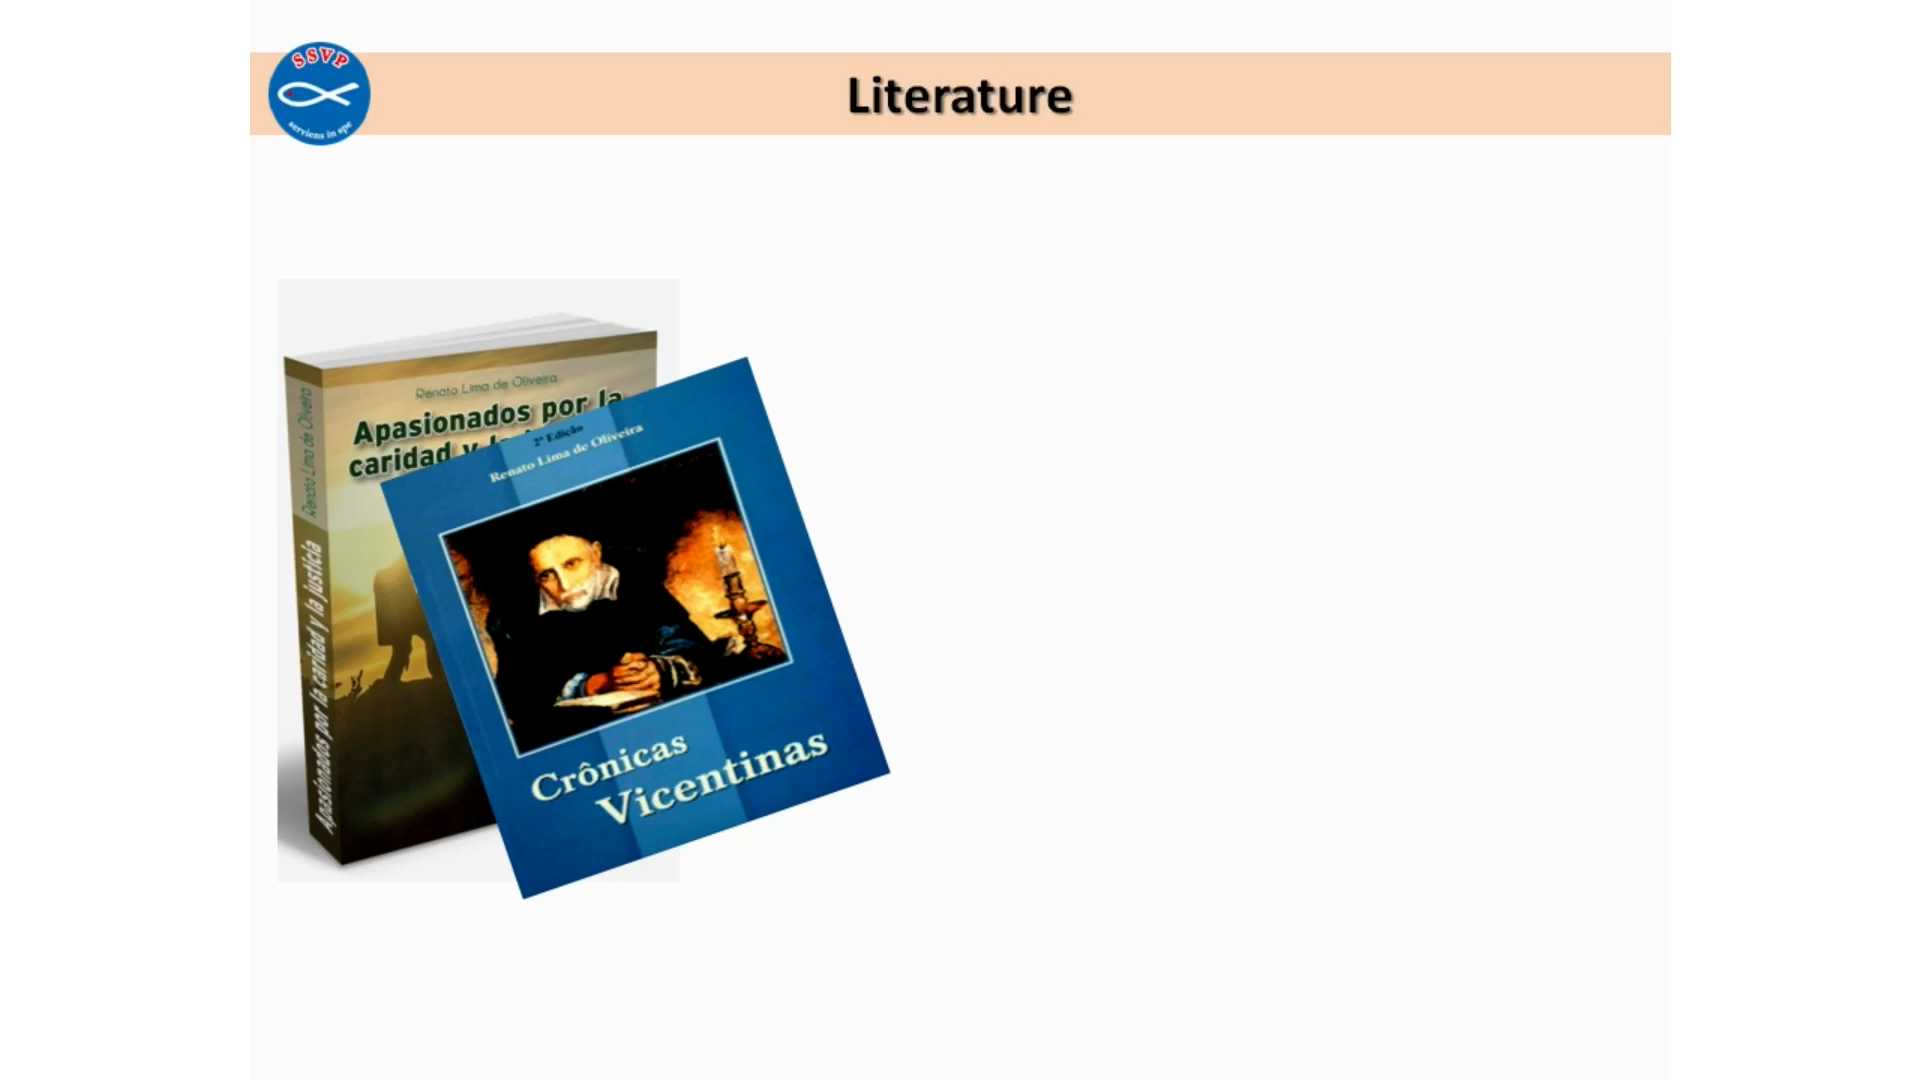 SSVP
serviens in spe
Literature
Renato Lima de Oliveira
Apasionados por la
caridad y la
Renato Lima de Oliveira
Apasionados por la caridad y la justicia
2ª Edição
Renato Lima de Oliveira
Crônicas
Vicentinas